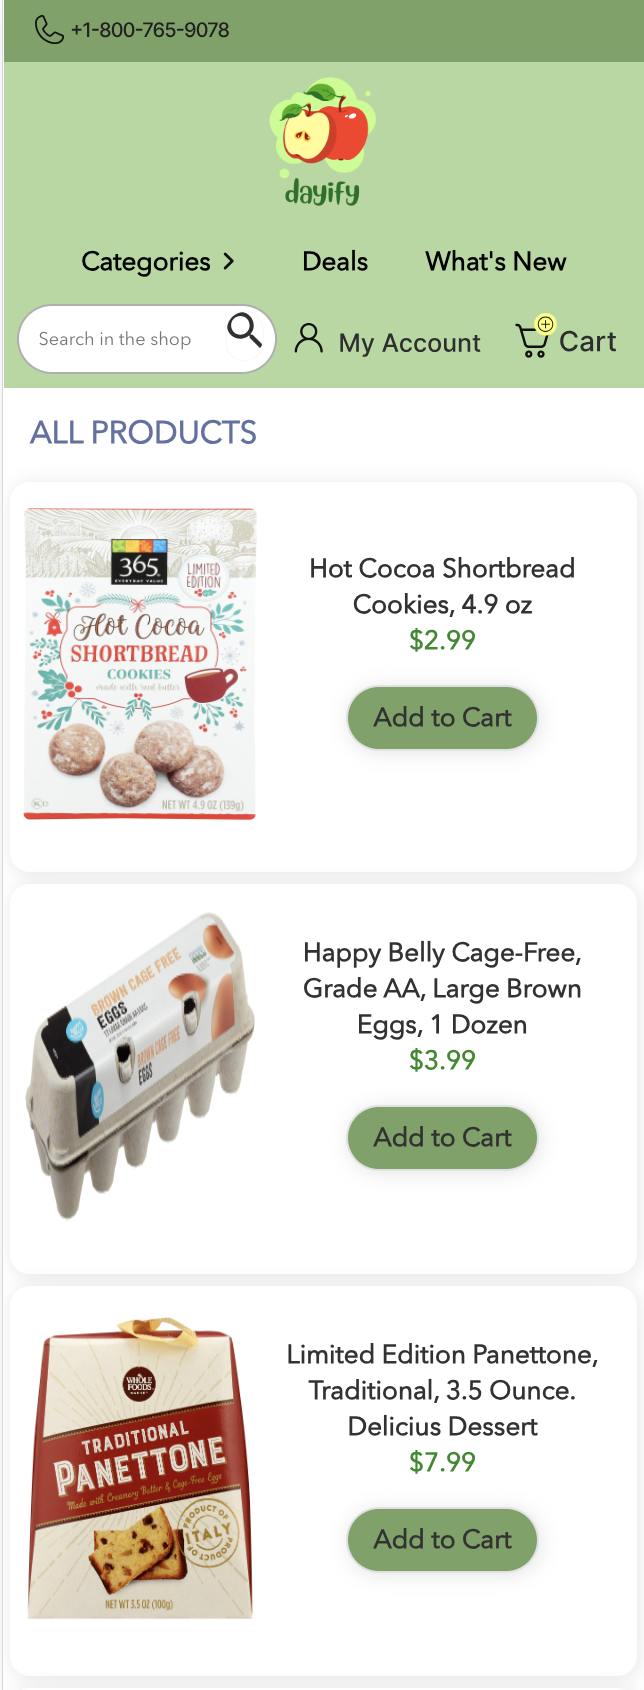 +1-800-765-9078
dayify
Categories
Deals
What's New
Search in the shop
My Account
Cart
ALL PRODUCTS
365
EVERYDAY VALUE
LIMITED
EDITION
Hot Cocoa
SHORTBREAD
COOKIES
made with real butter
NET WT 4.9 OZ (139g)
Hot Cocoa Shortbread
Cookies, 4.9 oz
$2.99
Add to Cart
BROWN CAGE FREE
EGGS
BROWN CAGE FREE
EGGS
Happy Belly Cage-Free,
Grade AA, Large Brown
Eggs, 1 Dozen
$3.99
Add to Cart
WHOLE
FOODS
MARKET
TRADITIONAL
PANETTONE
Made with Creamery Butter & Cage-Free Eggs
PRODUCT OF
ITALY
PRODUCT OF
NET WT 3.5 OZ (100g)
Limited Edition Panettone,
Traditional, 3.5 Ounce.
Delicius Dessert
$7.99
Add to Cart